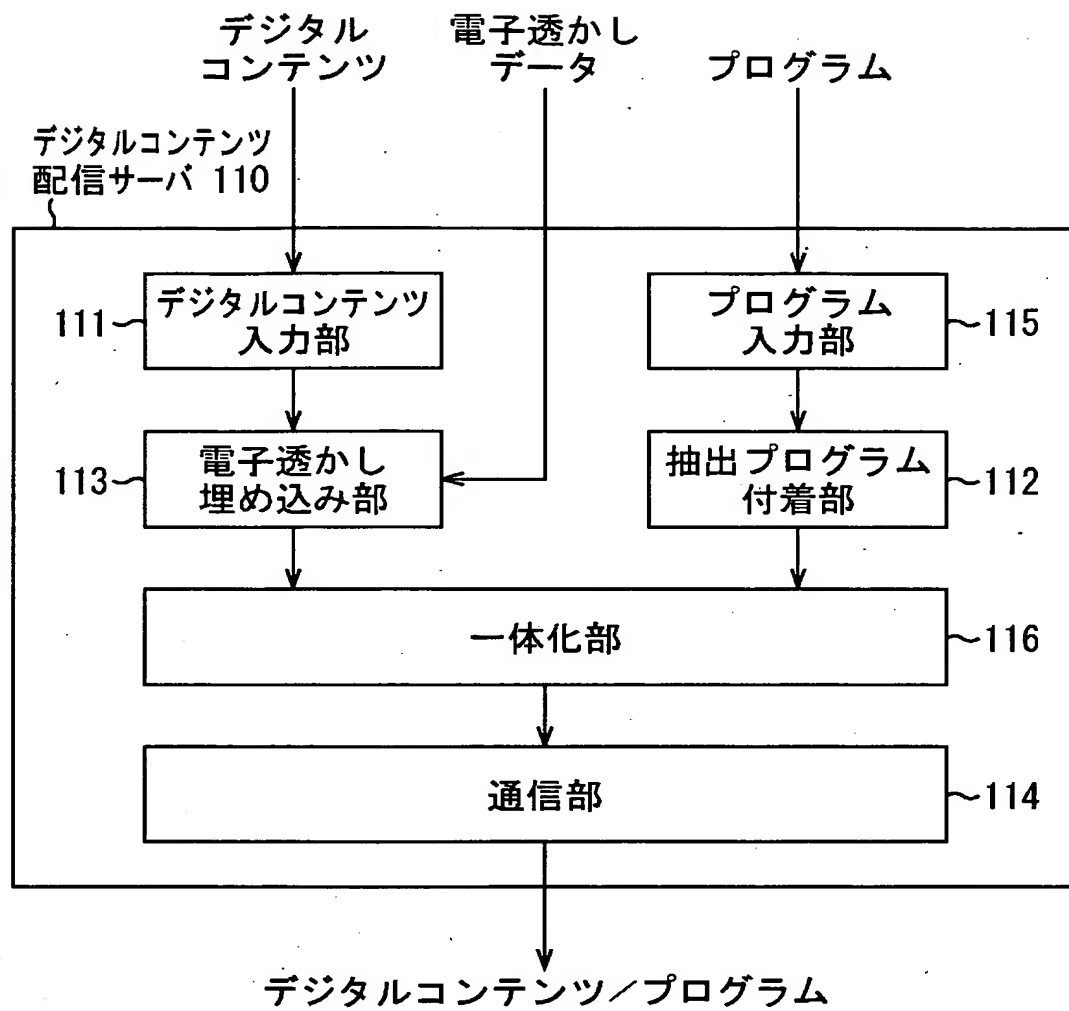 デジタル
コンテンツ
電子透かし
データ
プログラム
デジタルコンテンツ
配信サーバ 110
111
デジタルコンテンツ
入力部
プログラム
入力部
115
113
電子透かし
埋め込み部
抽出プログラム
付着部
112
一体化部
116
通信部
114
デジタルコンテンツ/プログラム